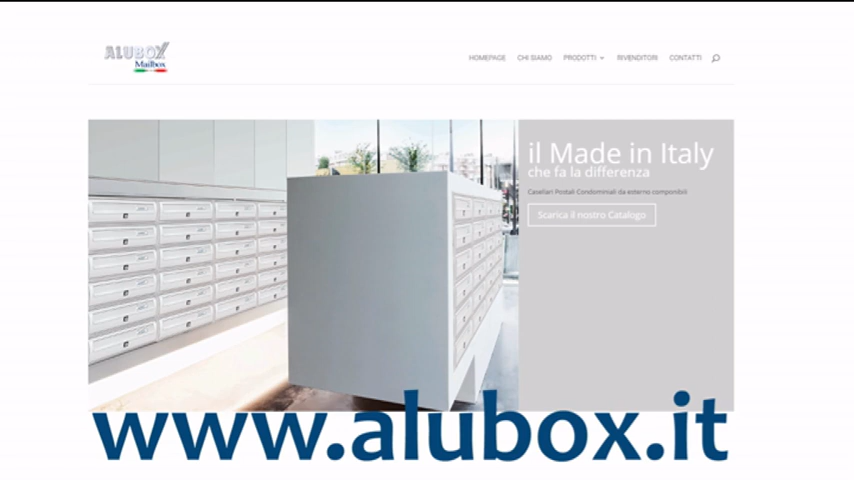 ALUBOX
Mailbox
HOMEPAGE CHI SIAMO PRODOTTI RIVENDITORI CONTATTI
il Made in Italy
che fa la differenza
Casellari Postali Condominiali da esterno componibili
Scarica il nostro Catalogo
www.alubox.it